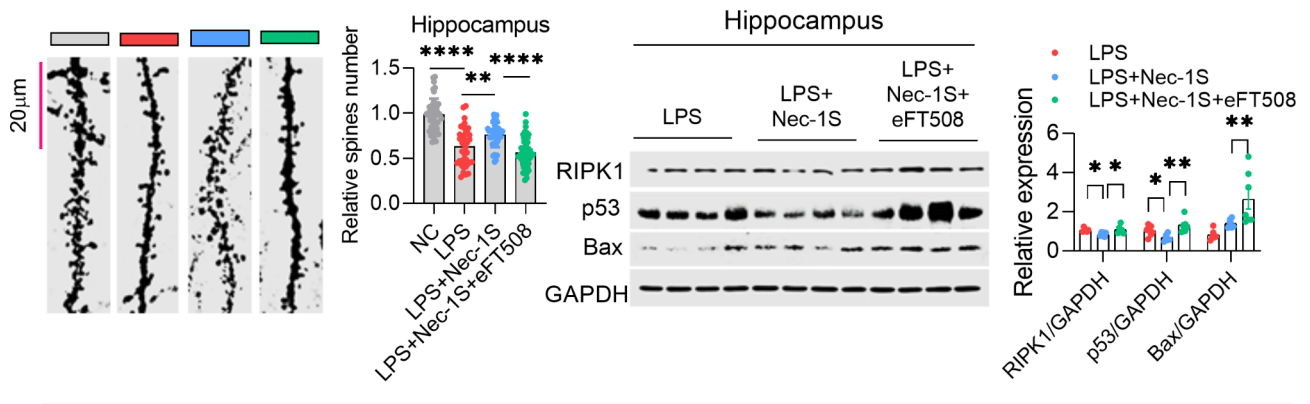 20μm
Hippocampus
Relative spines number
1.5
1.0
0.5
0.0
****
**
****
NC
LPS
LPS+Nec-1S
LPS+Nec-1S+eFT508
Hippocampus
LPS
LPS+
Nec-1S
LPS+
Nec-1S+
eFT508
RIPK1
p53
Bax
GAPDH
LPS
LPS+Nec-1S
LPS+Nec-1S+eFT508
Relative expression
6
4
2
0
* *
*
**
**
RIPK1/GAPDH
p53/GAPDH
Bax/GAPDH